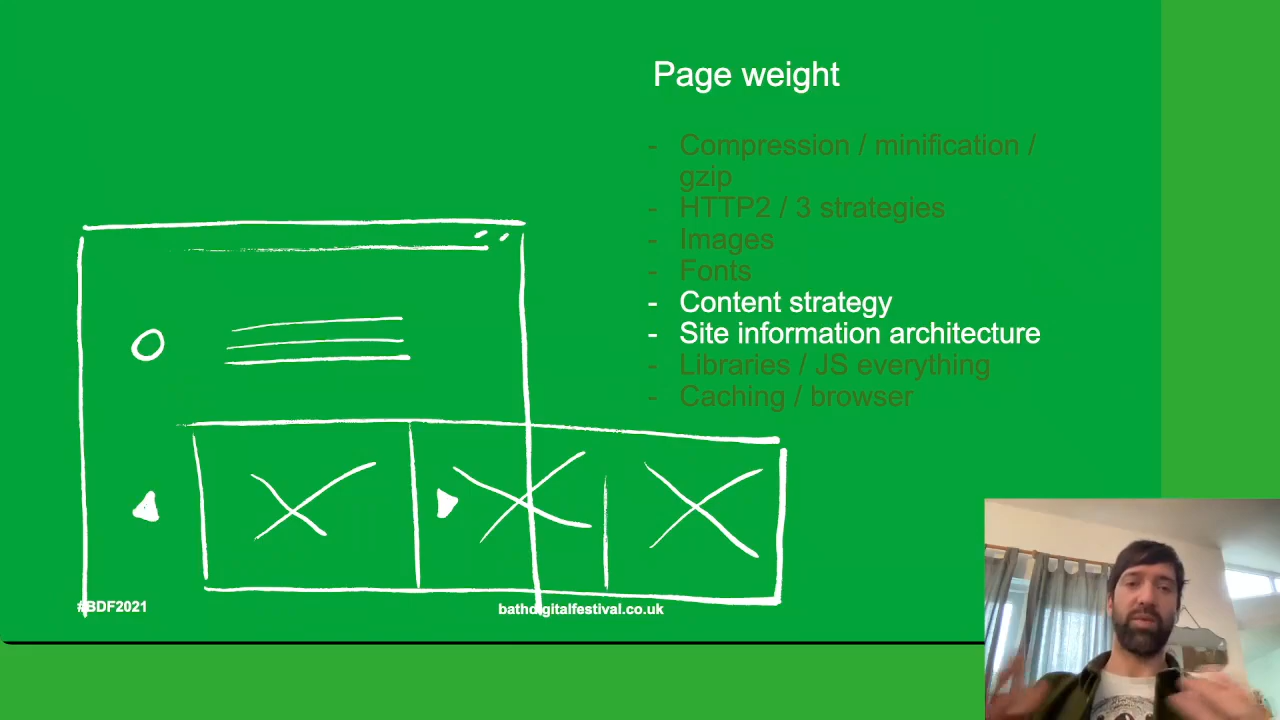 Page weight
- Compression / minification /
gzip
- HTTP2 / 3 strategies
- Images
- Fonts
- Content strategy
- Site information architecture
- Libraries / JS everything
- Caching / browser
#BDF2021
bathdigitalfestival.co.uk